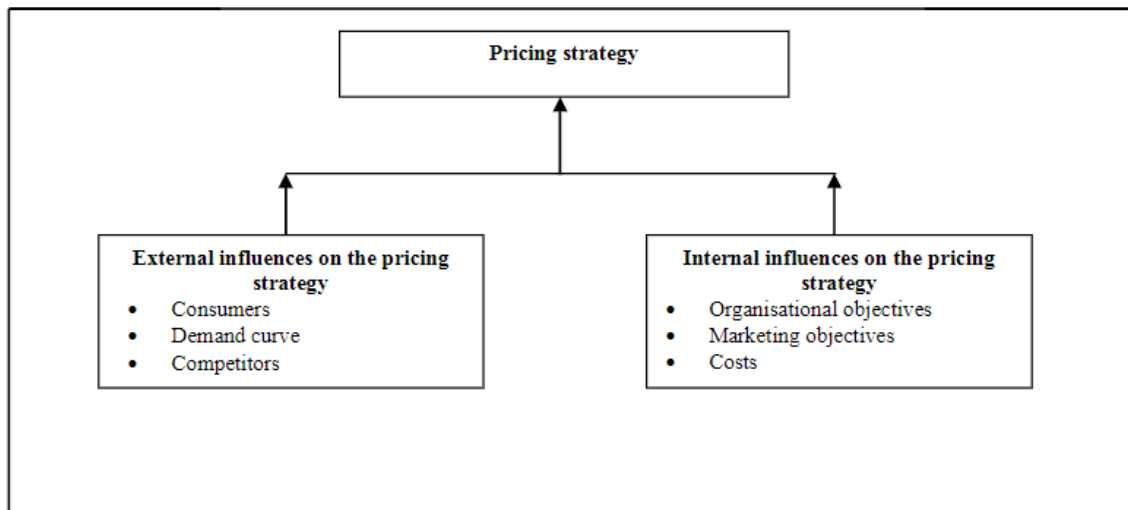 Pricing strategy
External influences on the pricing
strategy
• Consumers
• Demand curve
• Competitors
Internal influences on the pricing
strategy
• Organisational objectives
• Marketing objectives
• Costs